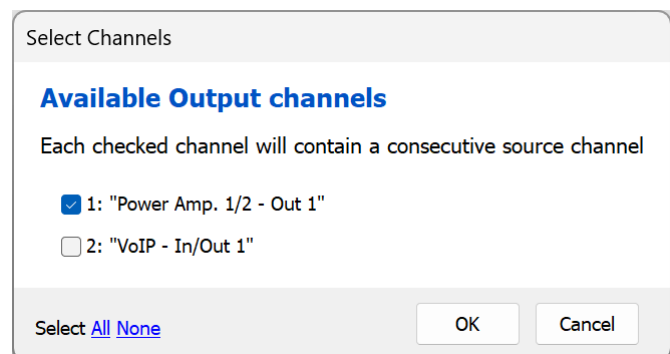 Select Channels
Available Output channels
Each checked channel will contain a consecutive source channel
1: "Power Amp. 1/2 - Out 1"
2: "VoIP - In/Out 1"
Select All None
OK
Cancel